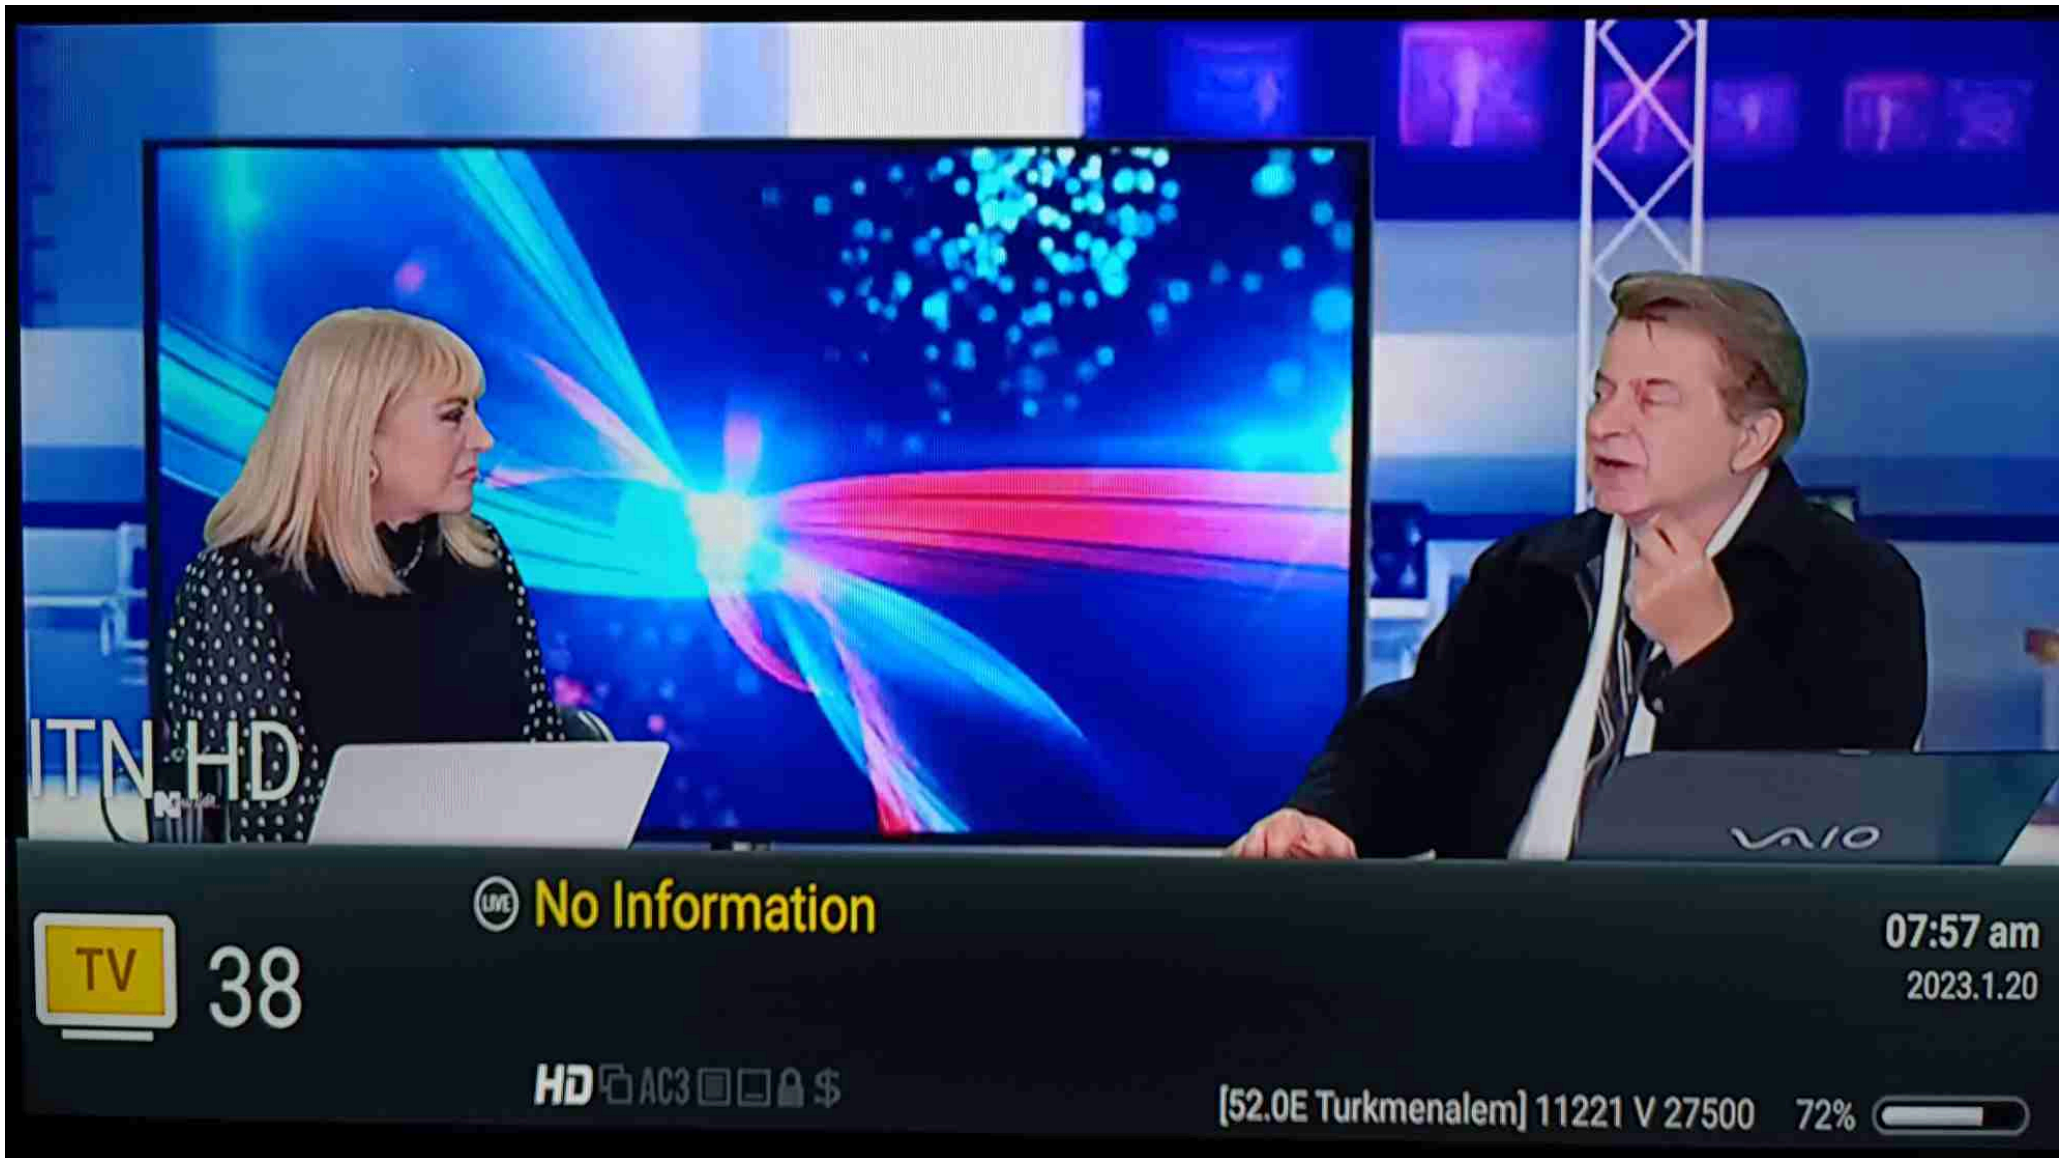 ITN HD
VAIO
LIVE No Information
TV 38
07:57 am
2023.1.20
HD AC3 $
[52.0E Turkmenalem] 11221 V 27500 72%